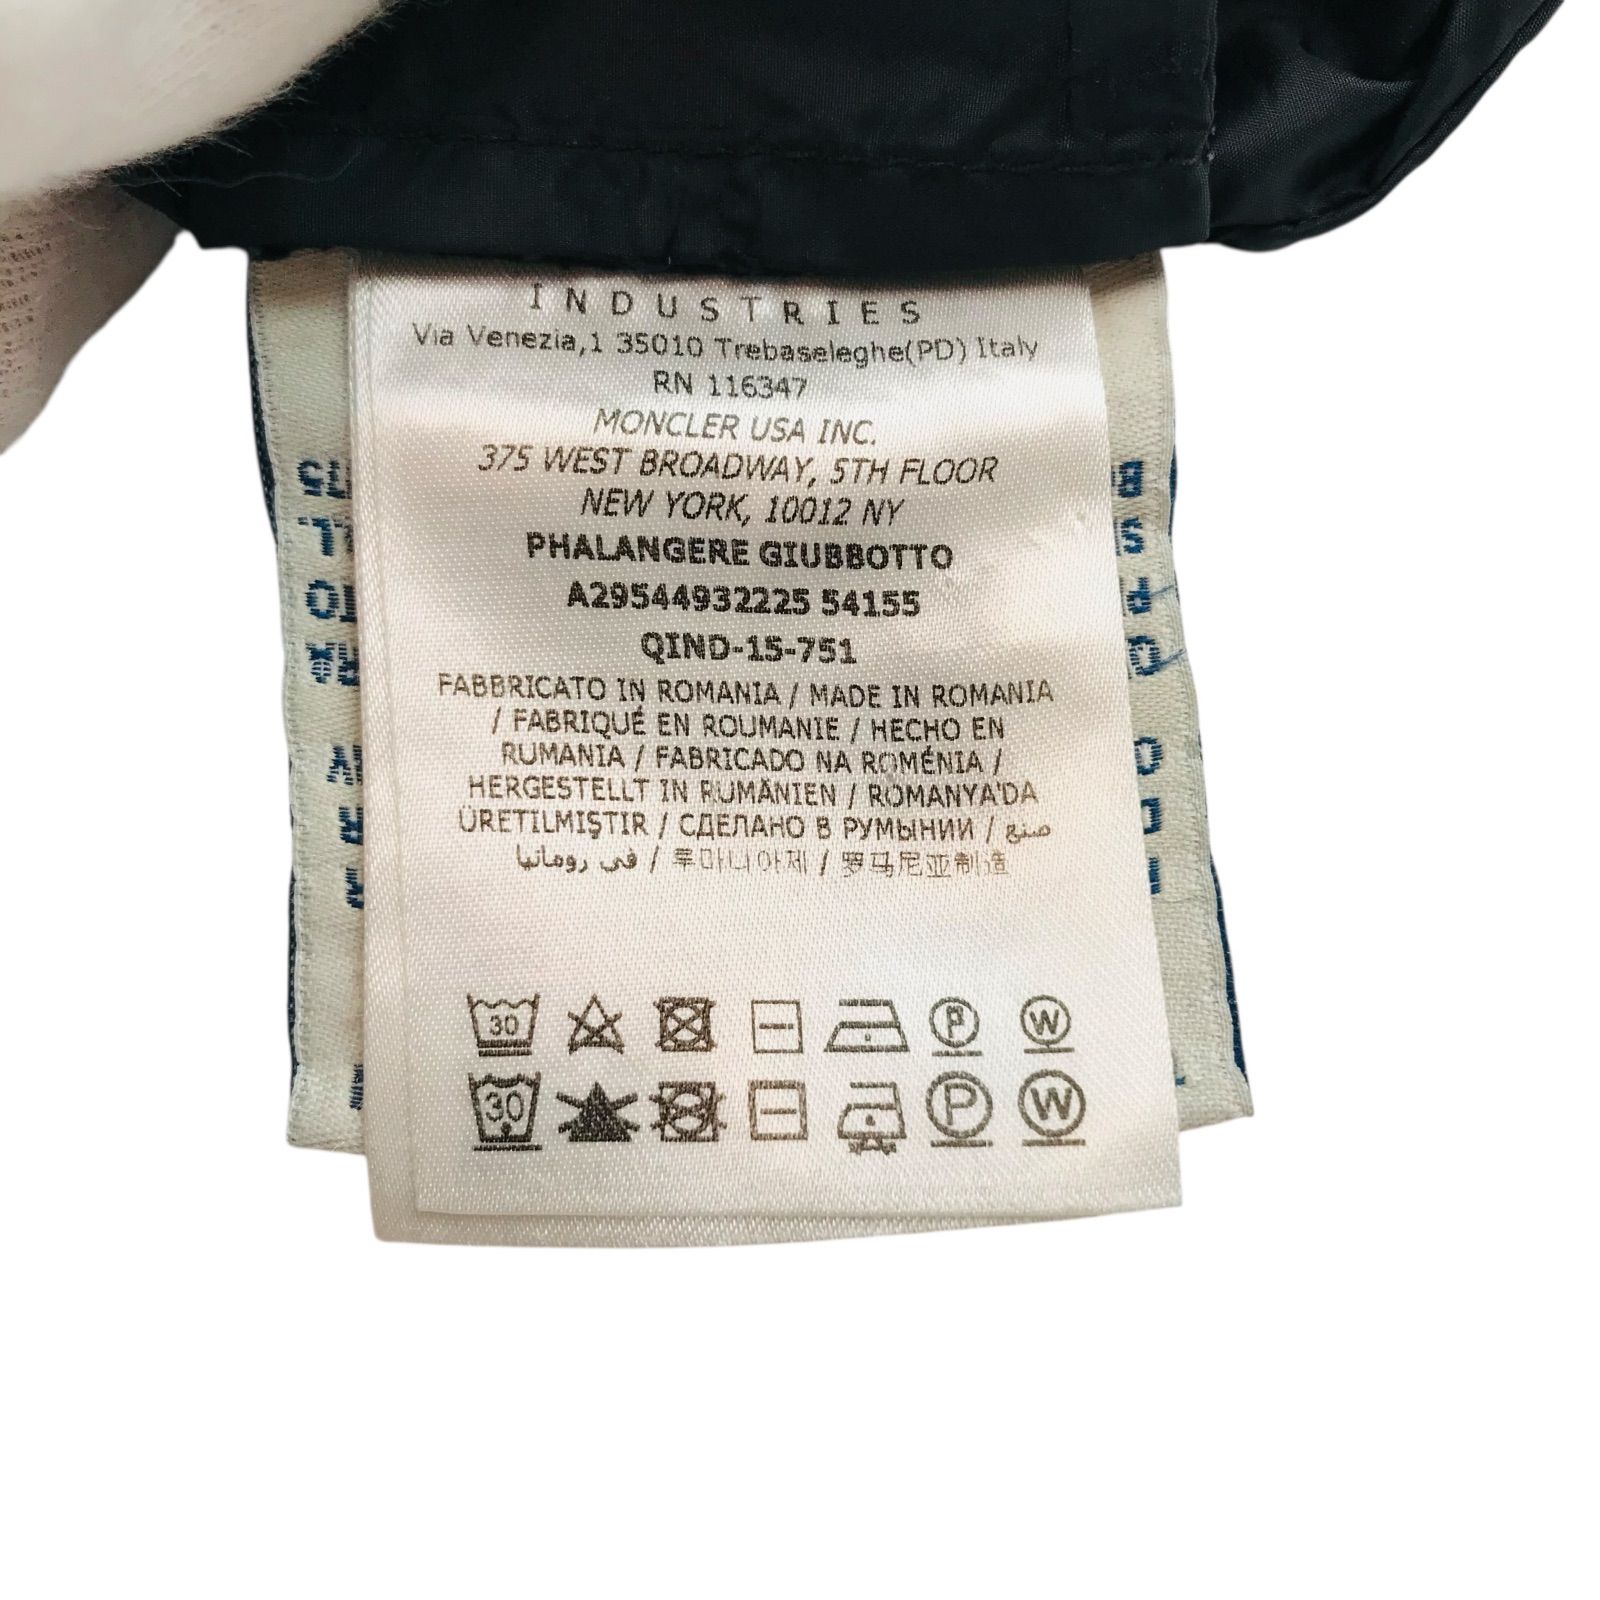 INDUSTRIES
Via Venezia,1 35010 Trebaseleghe(PD) Italy
RN 116347
MONCLER USA INC.
375 WEST BROADWAY, 5TH FLOOR
NEW YORK, 10012 NY
PHALANGERE GIUBBOTTO
A29544932225 54155
QIND-15-751
FABBRICATO IN ROMANIA / MADE IN ROMANIA
/ FABRIQUÉ EN ROUMANIE / HECHO EN
RUMANIA / FABRICADO NA ROMÉNIA /
HERGESTELLT IN RUMÄNIEN / ROMANYA'DA
ÜRETILMIŞTIR / СДЕЛАНО В РУМЫНИИ / صنع
في رومانيا / 루마니아제 / 罗马尼亚制造
30 P W
30 P W